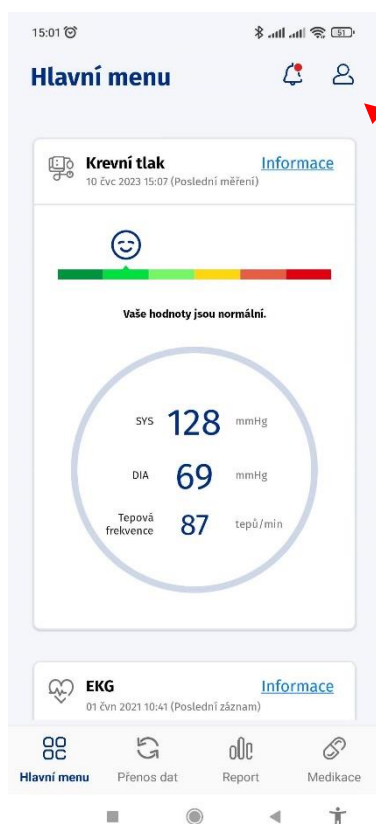 15:01 51
Hlavní menu
Krevní tlak Informace
10 čvc 2023 15:07 (Poslední měření)
Vaše hodnoty jsou normální.
SYS 128 mmHg
DIA 69 mmHg
Tepová
frekvence 87 tepů/min
EKG Informace
01 čvn 2021 10:41 (Poslední záznam)
Hlavní menu Přenos dat Report Medikace